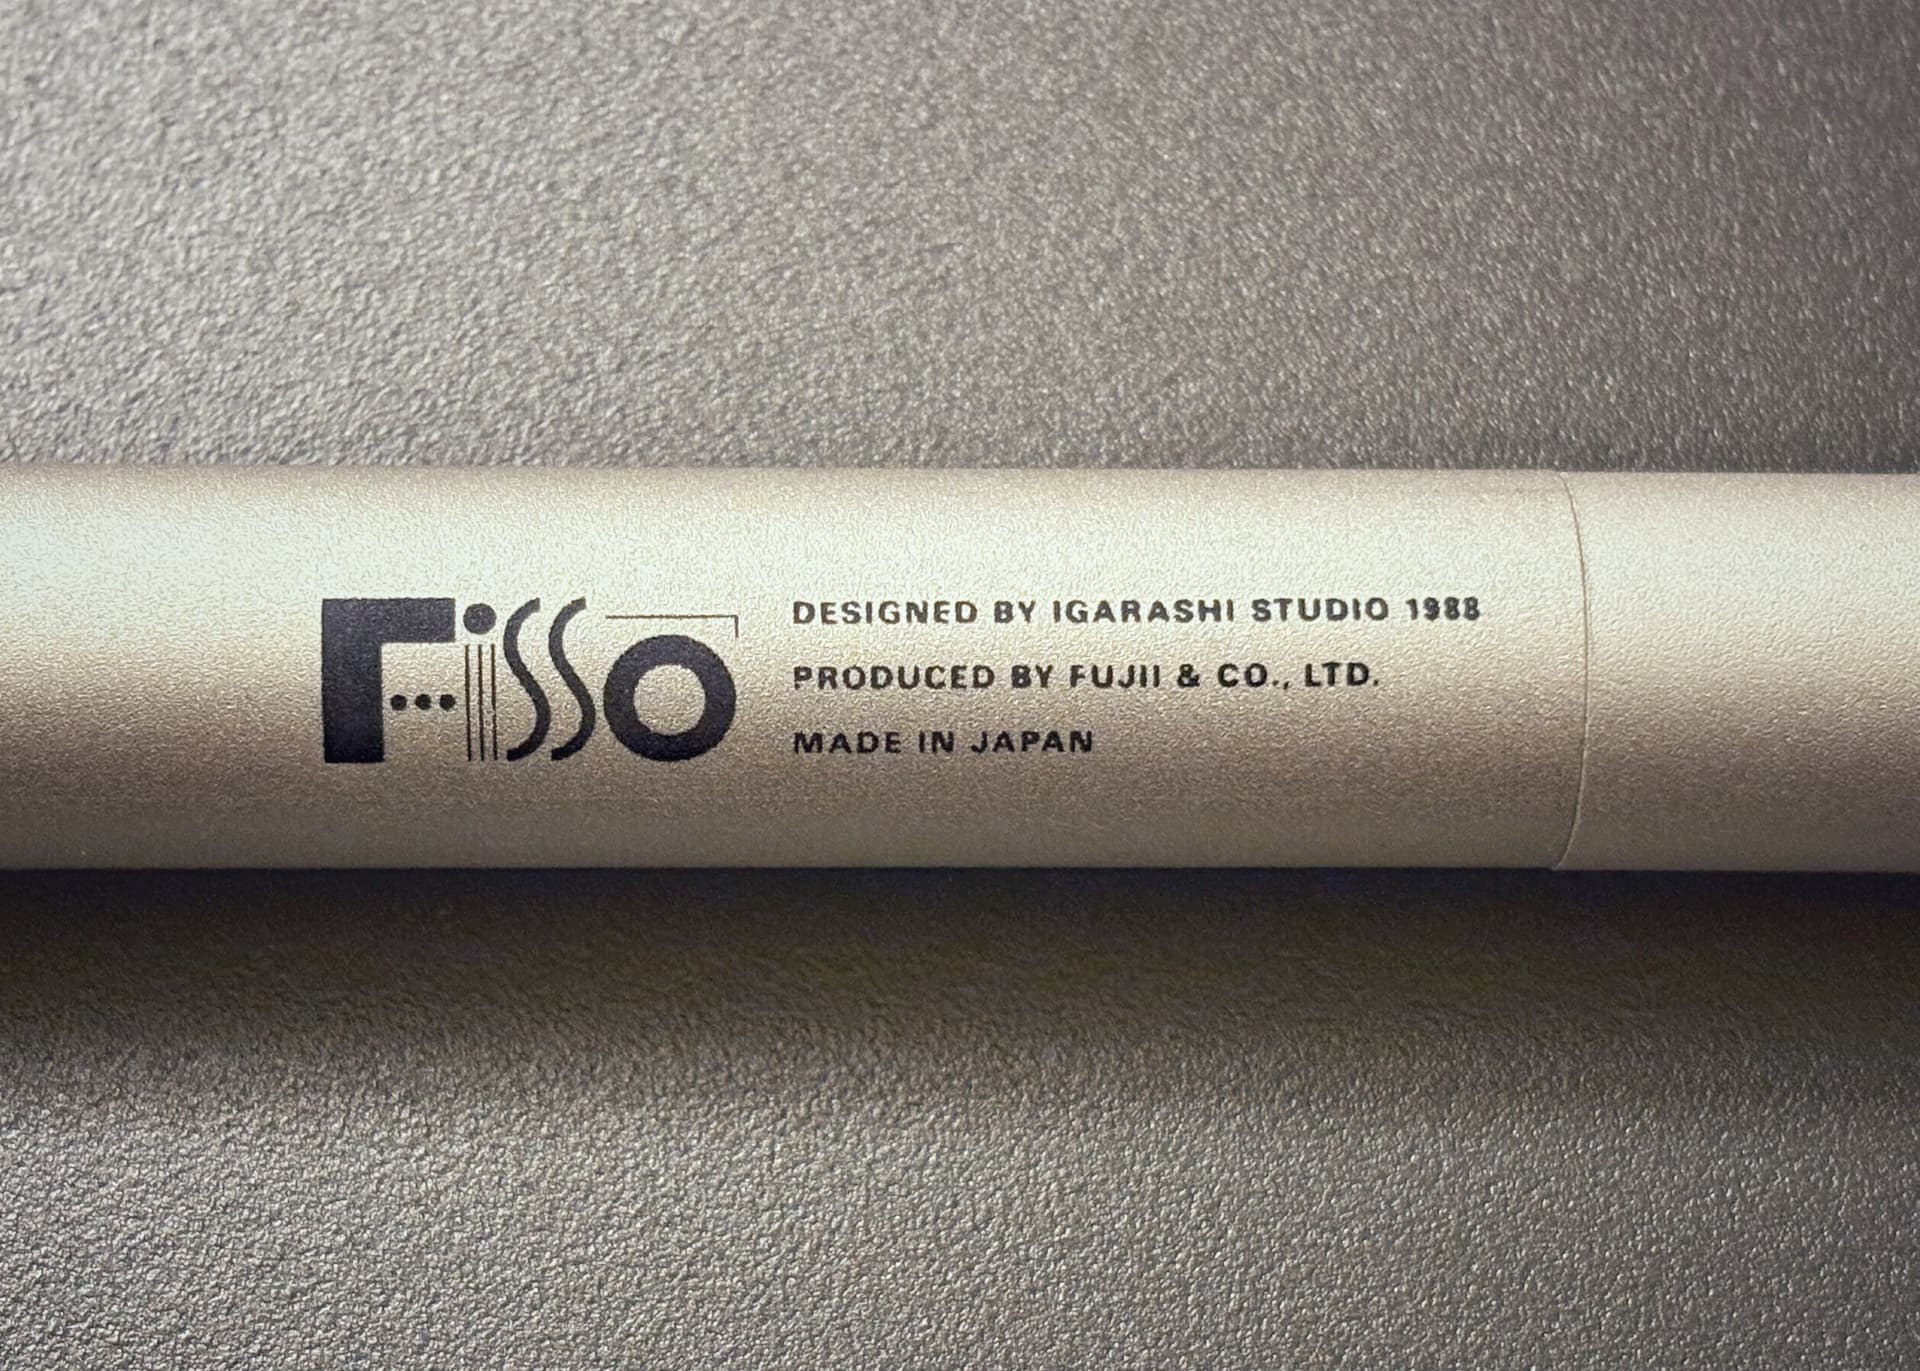 Fisso
DESIGNED BY IGARASHI STUDIO 1988
PRODUCED BY FUJII & CO., LTD.
MADE IN JAPAN